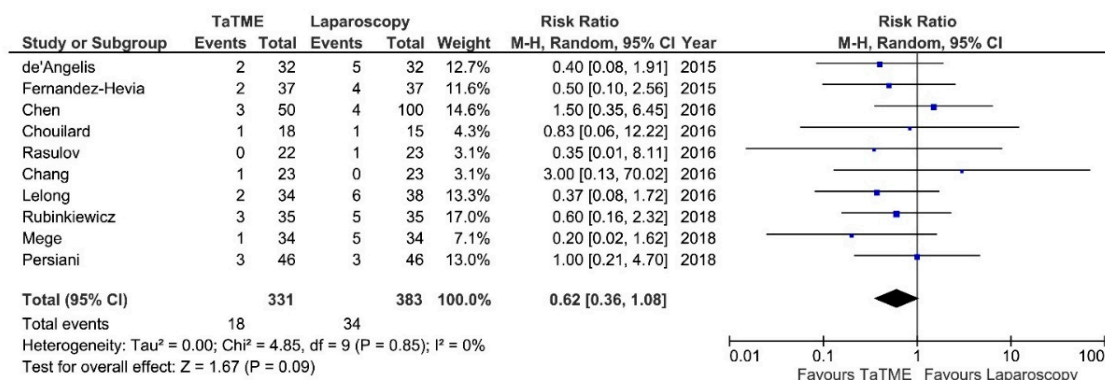 TaTME Laparoscopy Risk Ratio Risk Ratio
Study or Subgroup Events Total Events Total Weight M-H, Random, 95% CI Year M-H, Random, 95% CI
de'Angelis 2 32 5 32 12.7% 0.40 [0.08, 1.91] 2015
Fernandez-Hevia 2 37 4 37 11.6% 0.50 [0.10, 2.56] 2015
Chen 3 50 4 100 14.6% 1.50 [0.35, 6.45] 2016
Chouilard 1 18 1 15 4.3% 0.83 [0.06, 12.22] 2016
Rasulov 0 22 1 23 3.1% 0.35 [0.01, 8.11] 2016
Chang 1 23 0 23 3.1% 3.00 [0.13, 70.02] 2016
Lelong 2 34 6 38 13.3% 0.37 [0.08, 1.72] 2016
Rubinkiewicz 3 35 5 35 17.0% 0.60 [0.16, 2.32] 2018
Mege 1 34 5 34 7.1% 0.20 [0.02, 1.62] 2018
Persiani 3 46 3 46 13.0% 1.00 [0.21, 4.70] 2018
Total (95% CI) 331 383 100.0% 0.62 [0.36, 1.08]
Total events 18 34
Heterogeneity: Tau² = 0.00; Chi² = 4.85, df = 9 (P = 0.85); I² = 0%
Test for overall effect: Z = 1.67 (P = 0.09)
0.01 0.1 1 10 100
Favours TaTME Favours Laparoscopy